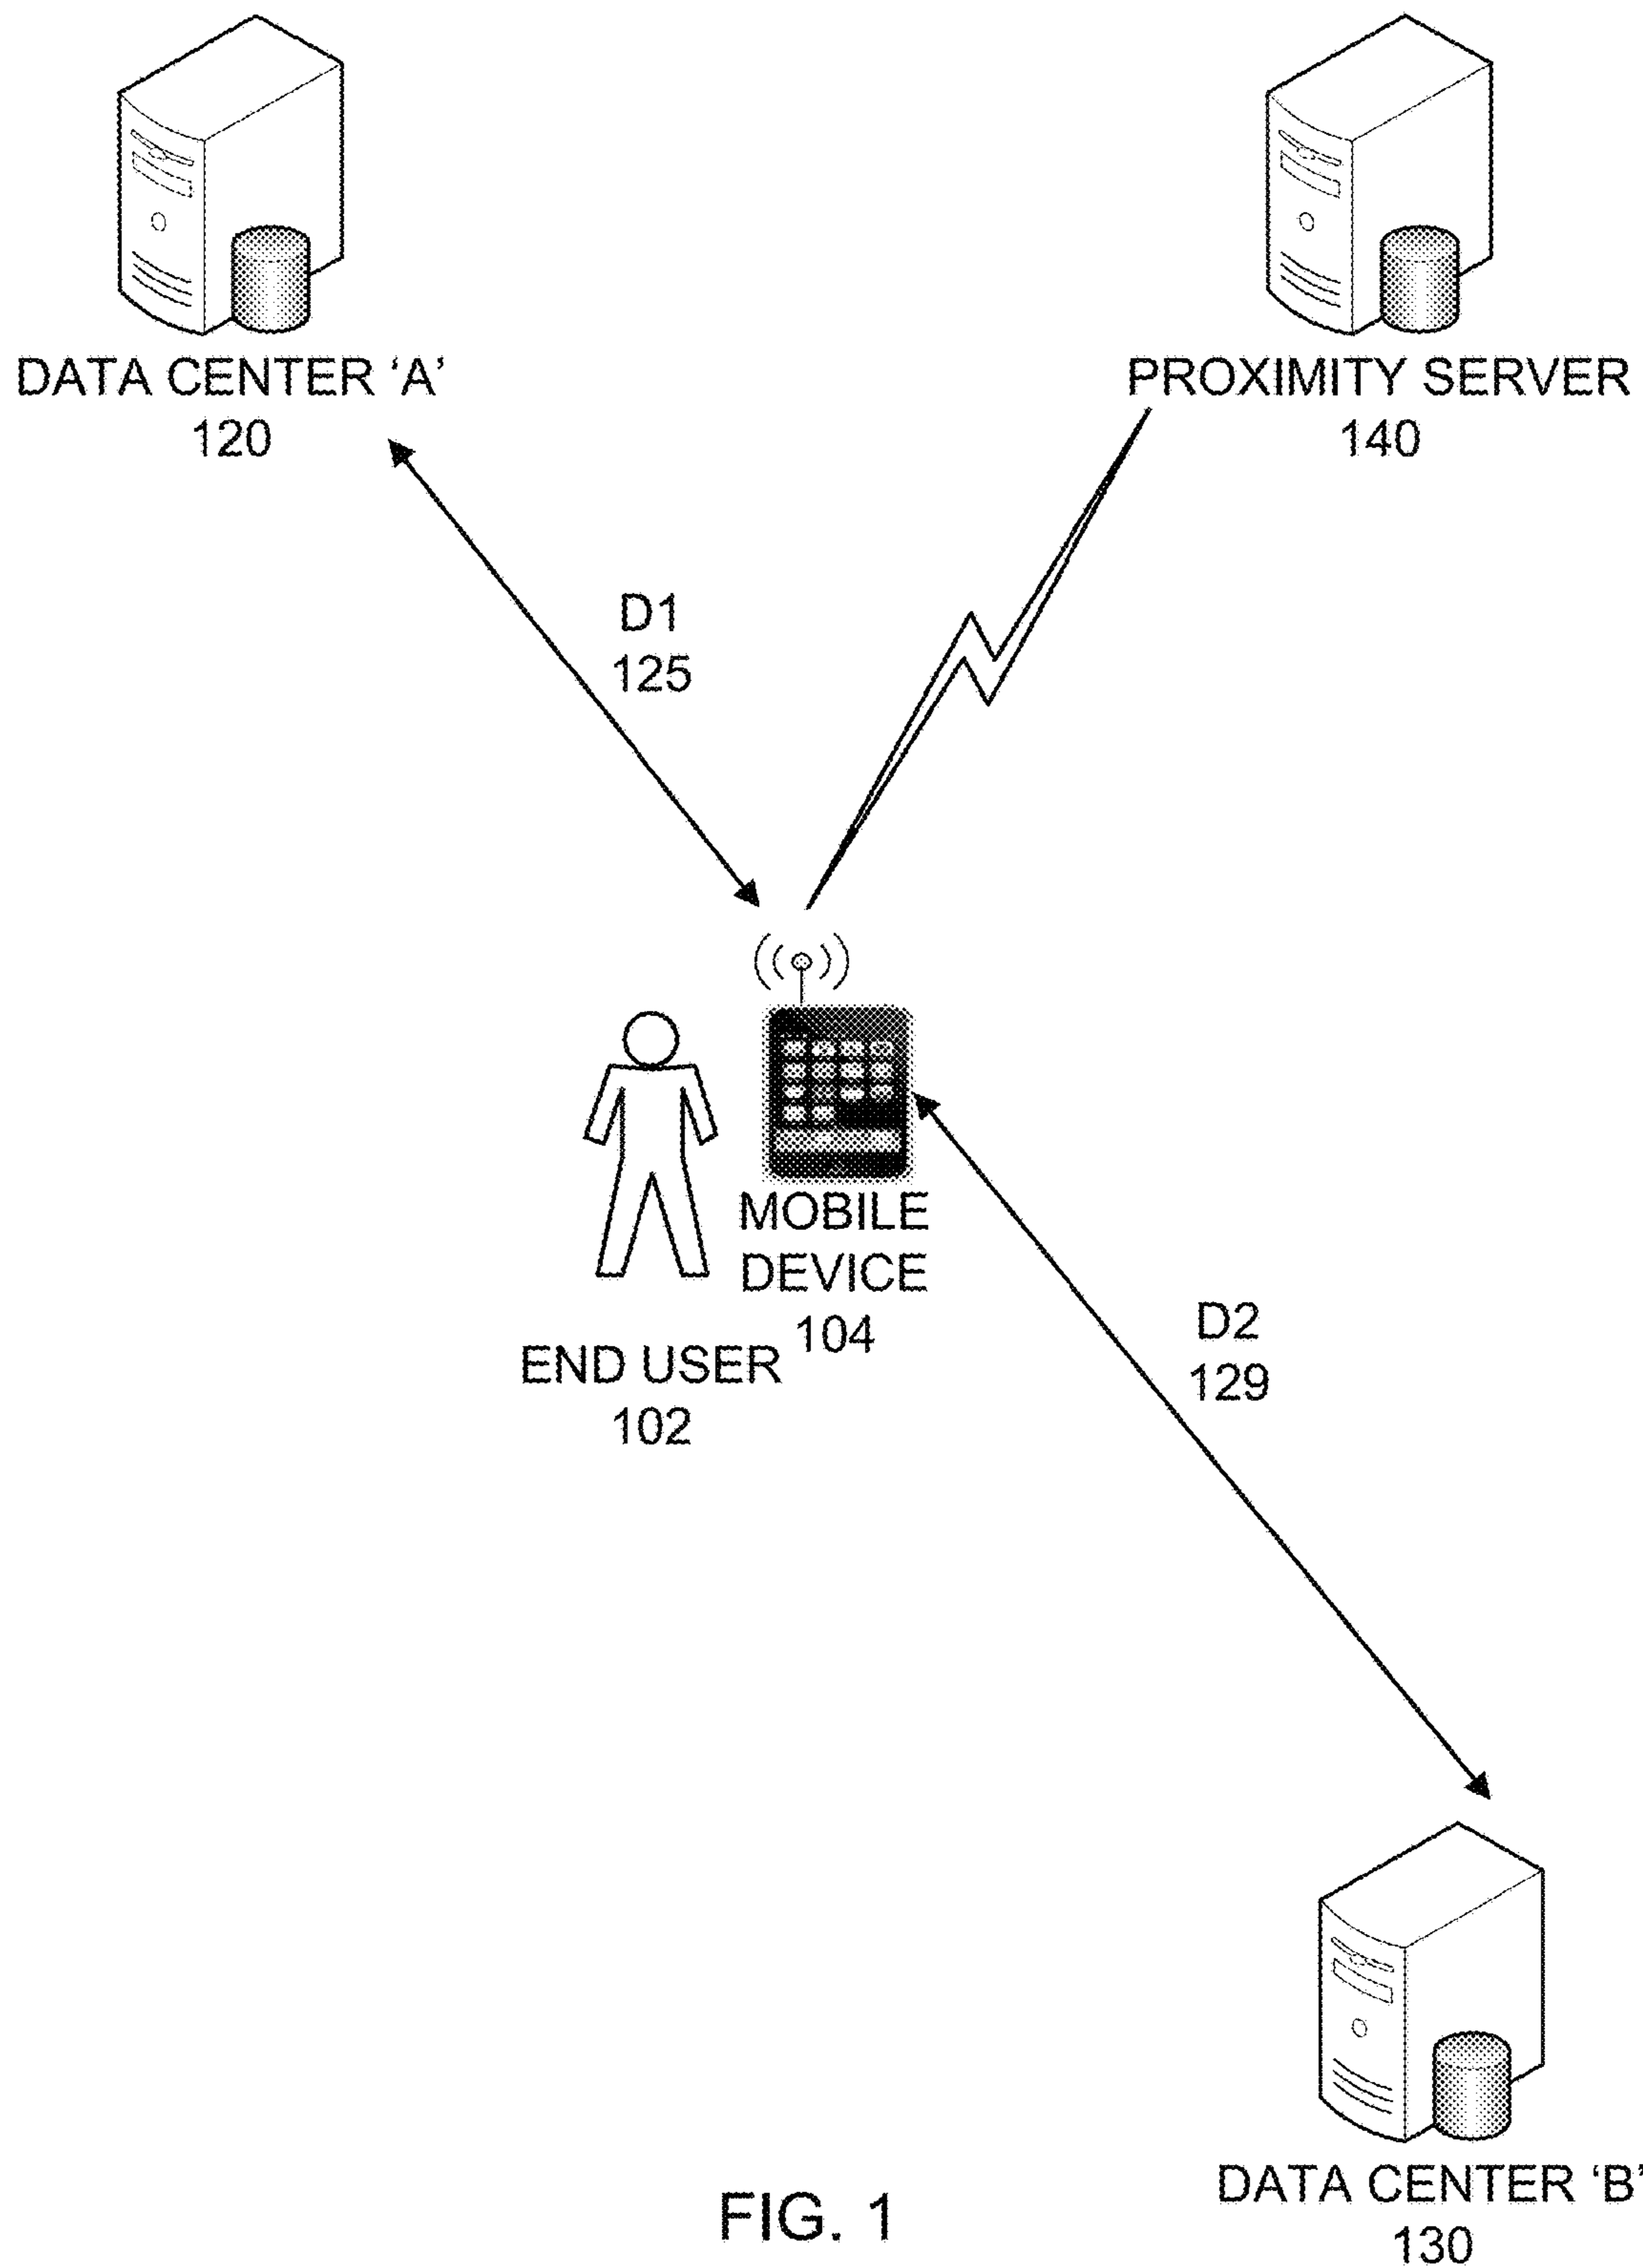 DATA CENTER ‘A’
120
PROXIMITY SERVER
140
D1
125
MOBILE
DEVICE
104
END USER
102
D2
129
DATA CENTER ‘B’
130
FIG. 1